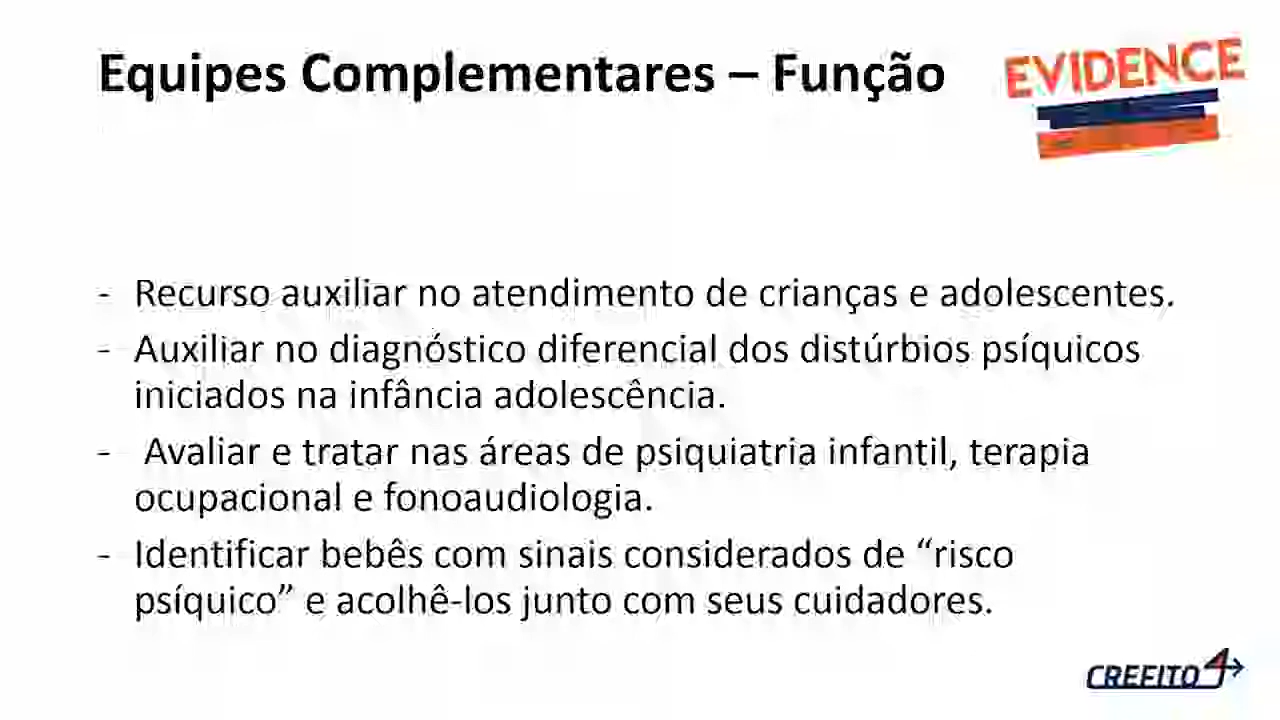 Equipes Complementares – Função
EVIDENCE
- Recurso auxiliar no atendimento de crianças e adolescentes.
- Auxiliar no diagnóstico diferencial dos distúrbios psíquicos
iniciados na infância adolescência.
- Avaliar e tratar nas áreas de psiquiatria infantil, terapia
ocupacional e fonoaudiologia.
- Identificar bebês com sinais considerados de “risco
psíquico” e acolhê-los junto com seus cuidadores.
CREFITO 4